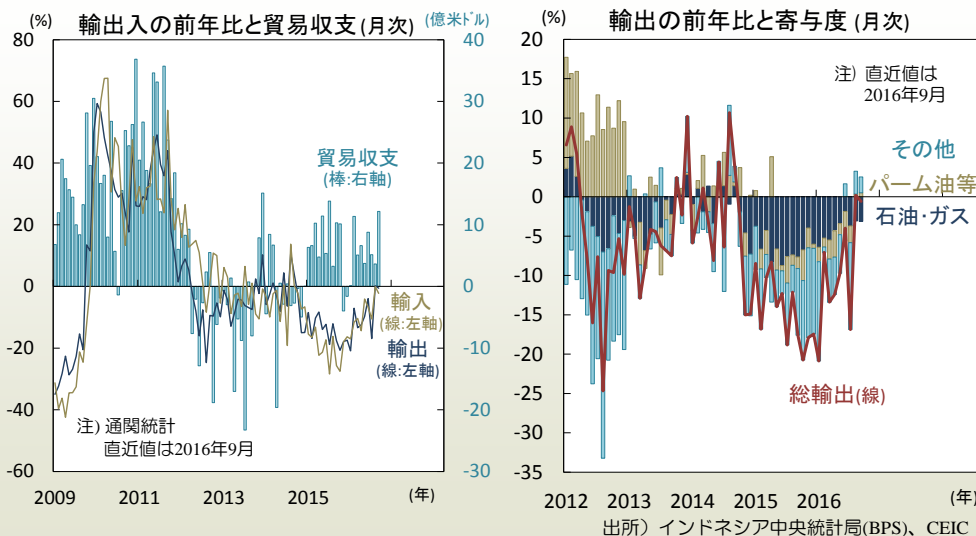 輸出入の前年比と貿易収支(月次)
(%)
(億米ドル)
80
60
40
20
0
-20
-40
-60
40
30
20
10
0
-10
-20
-30
貿易収支
(棒:右軸)
輸入
(線:左軸)
輸出
(線:左軸)
注) 通関統計
直近値は2016年9月
2009 2010 2011 2012 2013 2014 2015
(年)
輸出の前年比と寄与度(月次)
(%)
20
15
10
5
0
-5
-10
-15
-20
-25
-30
-35
注) 直近値は
2016年9月
その他
パーム油等
石油・ガス
総輸出(線)
2012 2013 2014 2015 2016
(年)
出所）インドネシア中央統計局(BPS)、CEIC